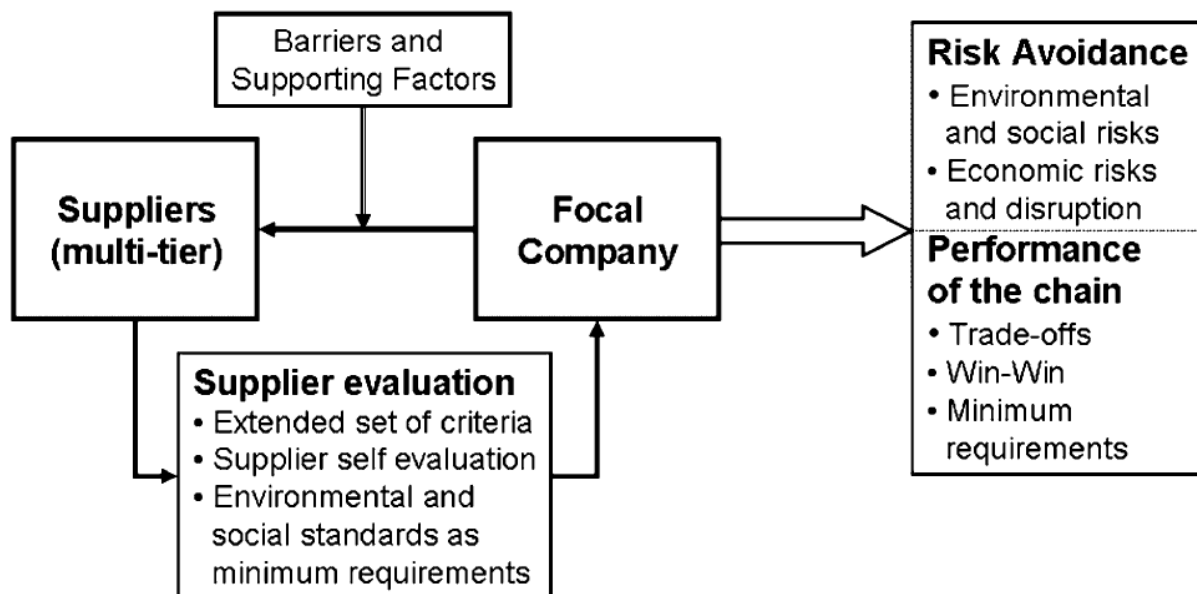 Barriers and
Supporting Factors
Suppliers
(multi-tier)
Focal
Company
Supplier evaluation
• Extended set of criteria
• Supplier self evaluation
• Environmental and
social standards as
minimum requirements
Risk Avoidance
• Environmental
and social risks
• Economic risks
and disruption
Performance
of the chain
• Trade-offs
• Win-Win
• Minimum
requirements